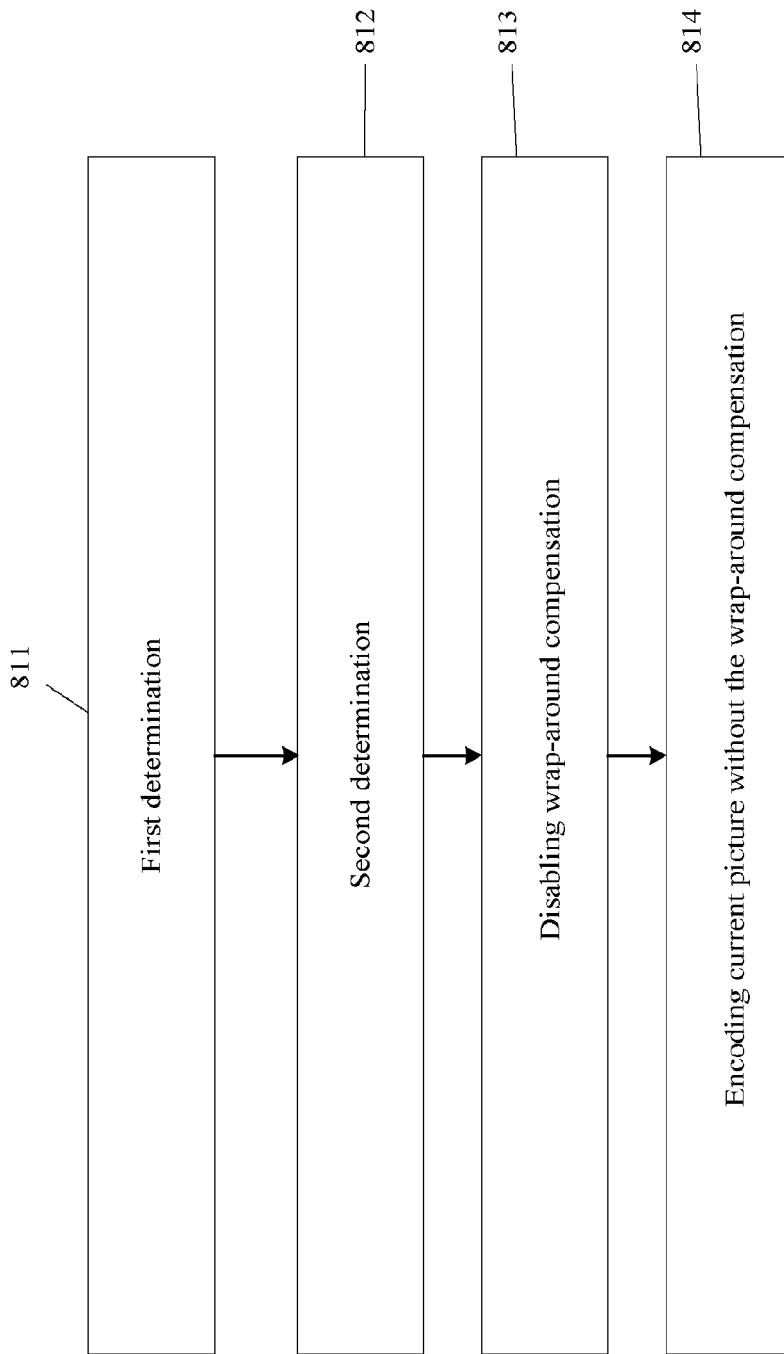 811
First determination
812
Second determination
813
Disabling wrap-around compensation
814
Encoding current picture without the wrap-around compensation